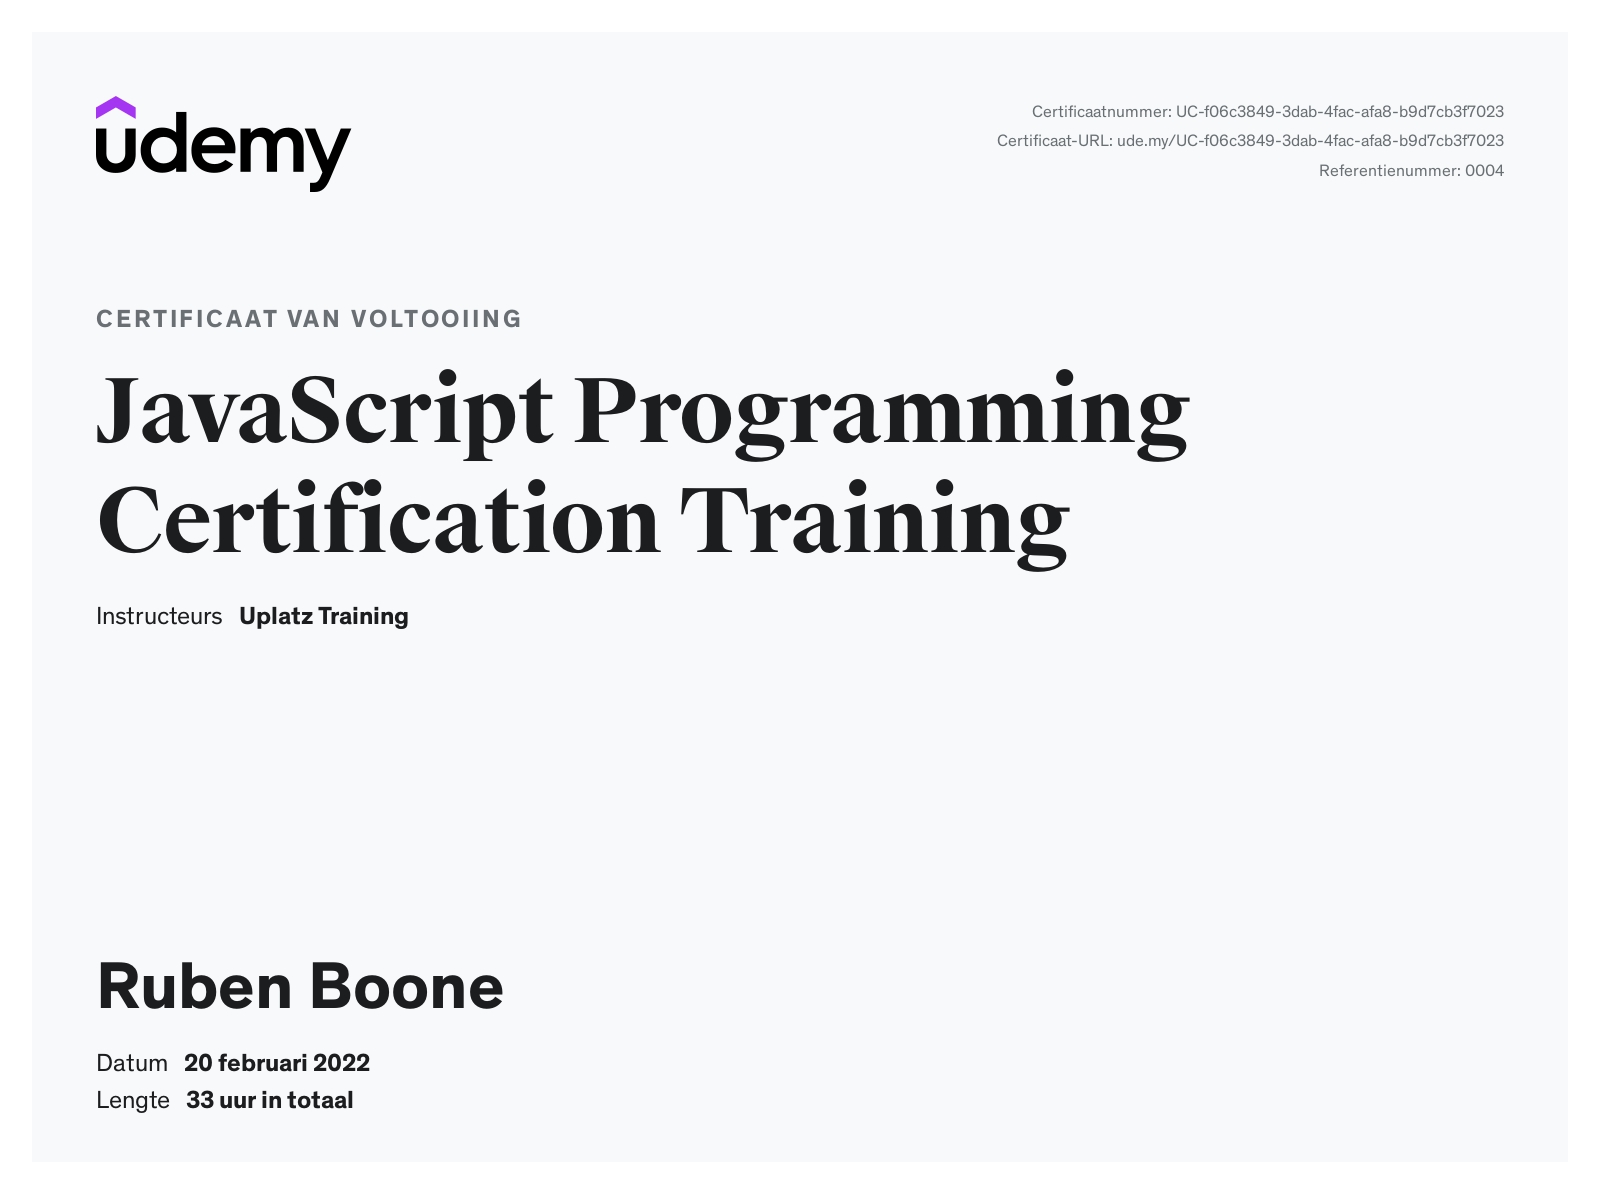 udemy
Certificaatnummer: UC-f06c3849-3dab-4fac-afa8-b9d7cb3f7023
Certificaat-URL: ude.my/UC-f06c3849-3dab-4fac-afa8-b9d7cb3f7023
Referentienummer: 0004
CERTIFICAAT VAN VOLTOOIING
JavaScript Programming
Certification Training
Instructeurs Uplatz Training
Ruben Boone
Datum 20 februari 2022
Lengte 33 uur in totaal